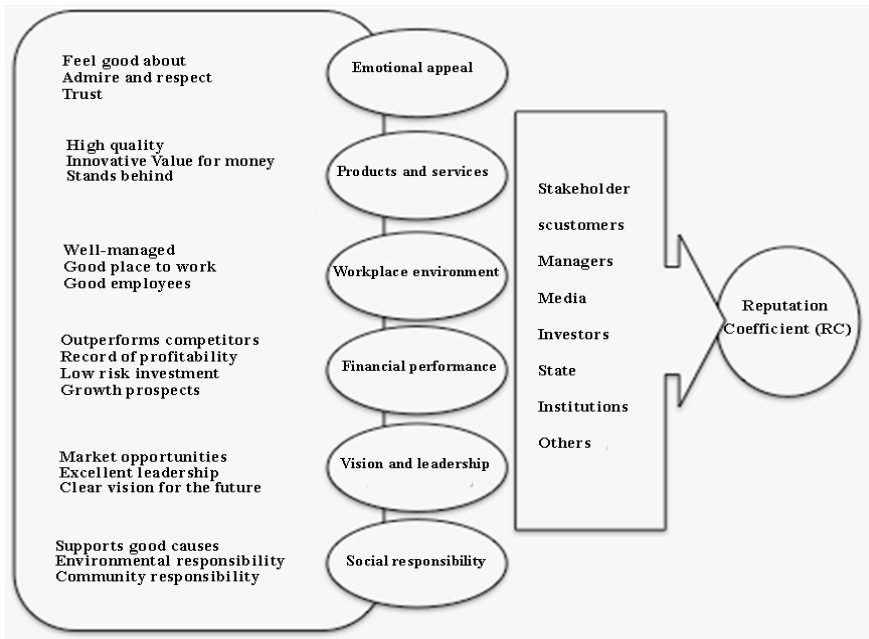 Feel good about
Admire and respect
Trust
Emotional appeal
High quality
Innovative Value for money
Stands behind
Products and services
Well-managed
Good place to work
Good employees
Workplace environment
Outperforms competitors
Record of profitability
Low risk investment
Growth prospects
Financial performance
Market opportunities
Excellent leadership
Clear vision for the future
Vision and leadership
Supports good causes
Environmental responsibility
Community responsibility
Social responsibility
Stakeholder
scustomers
Managers
Media
Investors
State
Institutions
Others
Reputation
Coefficient (RC)